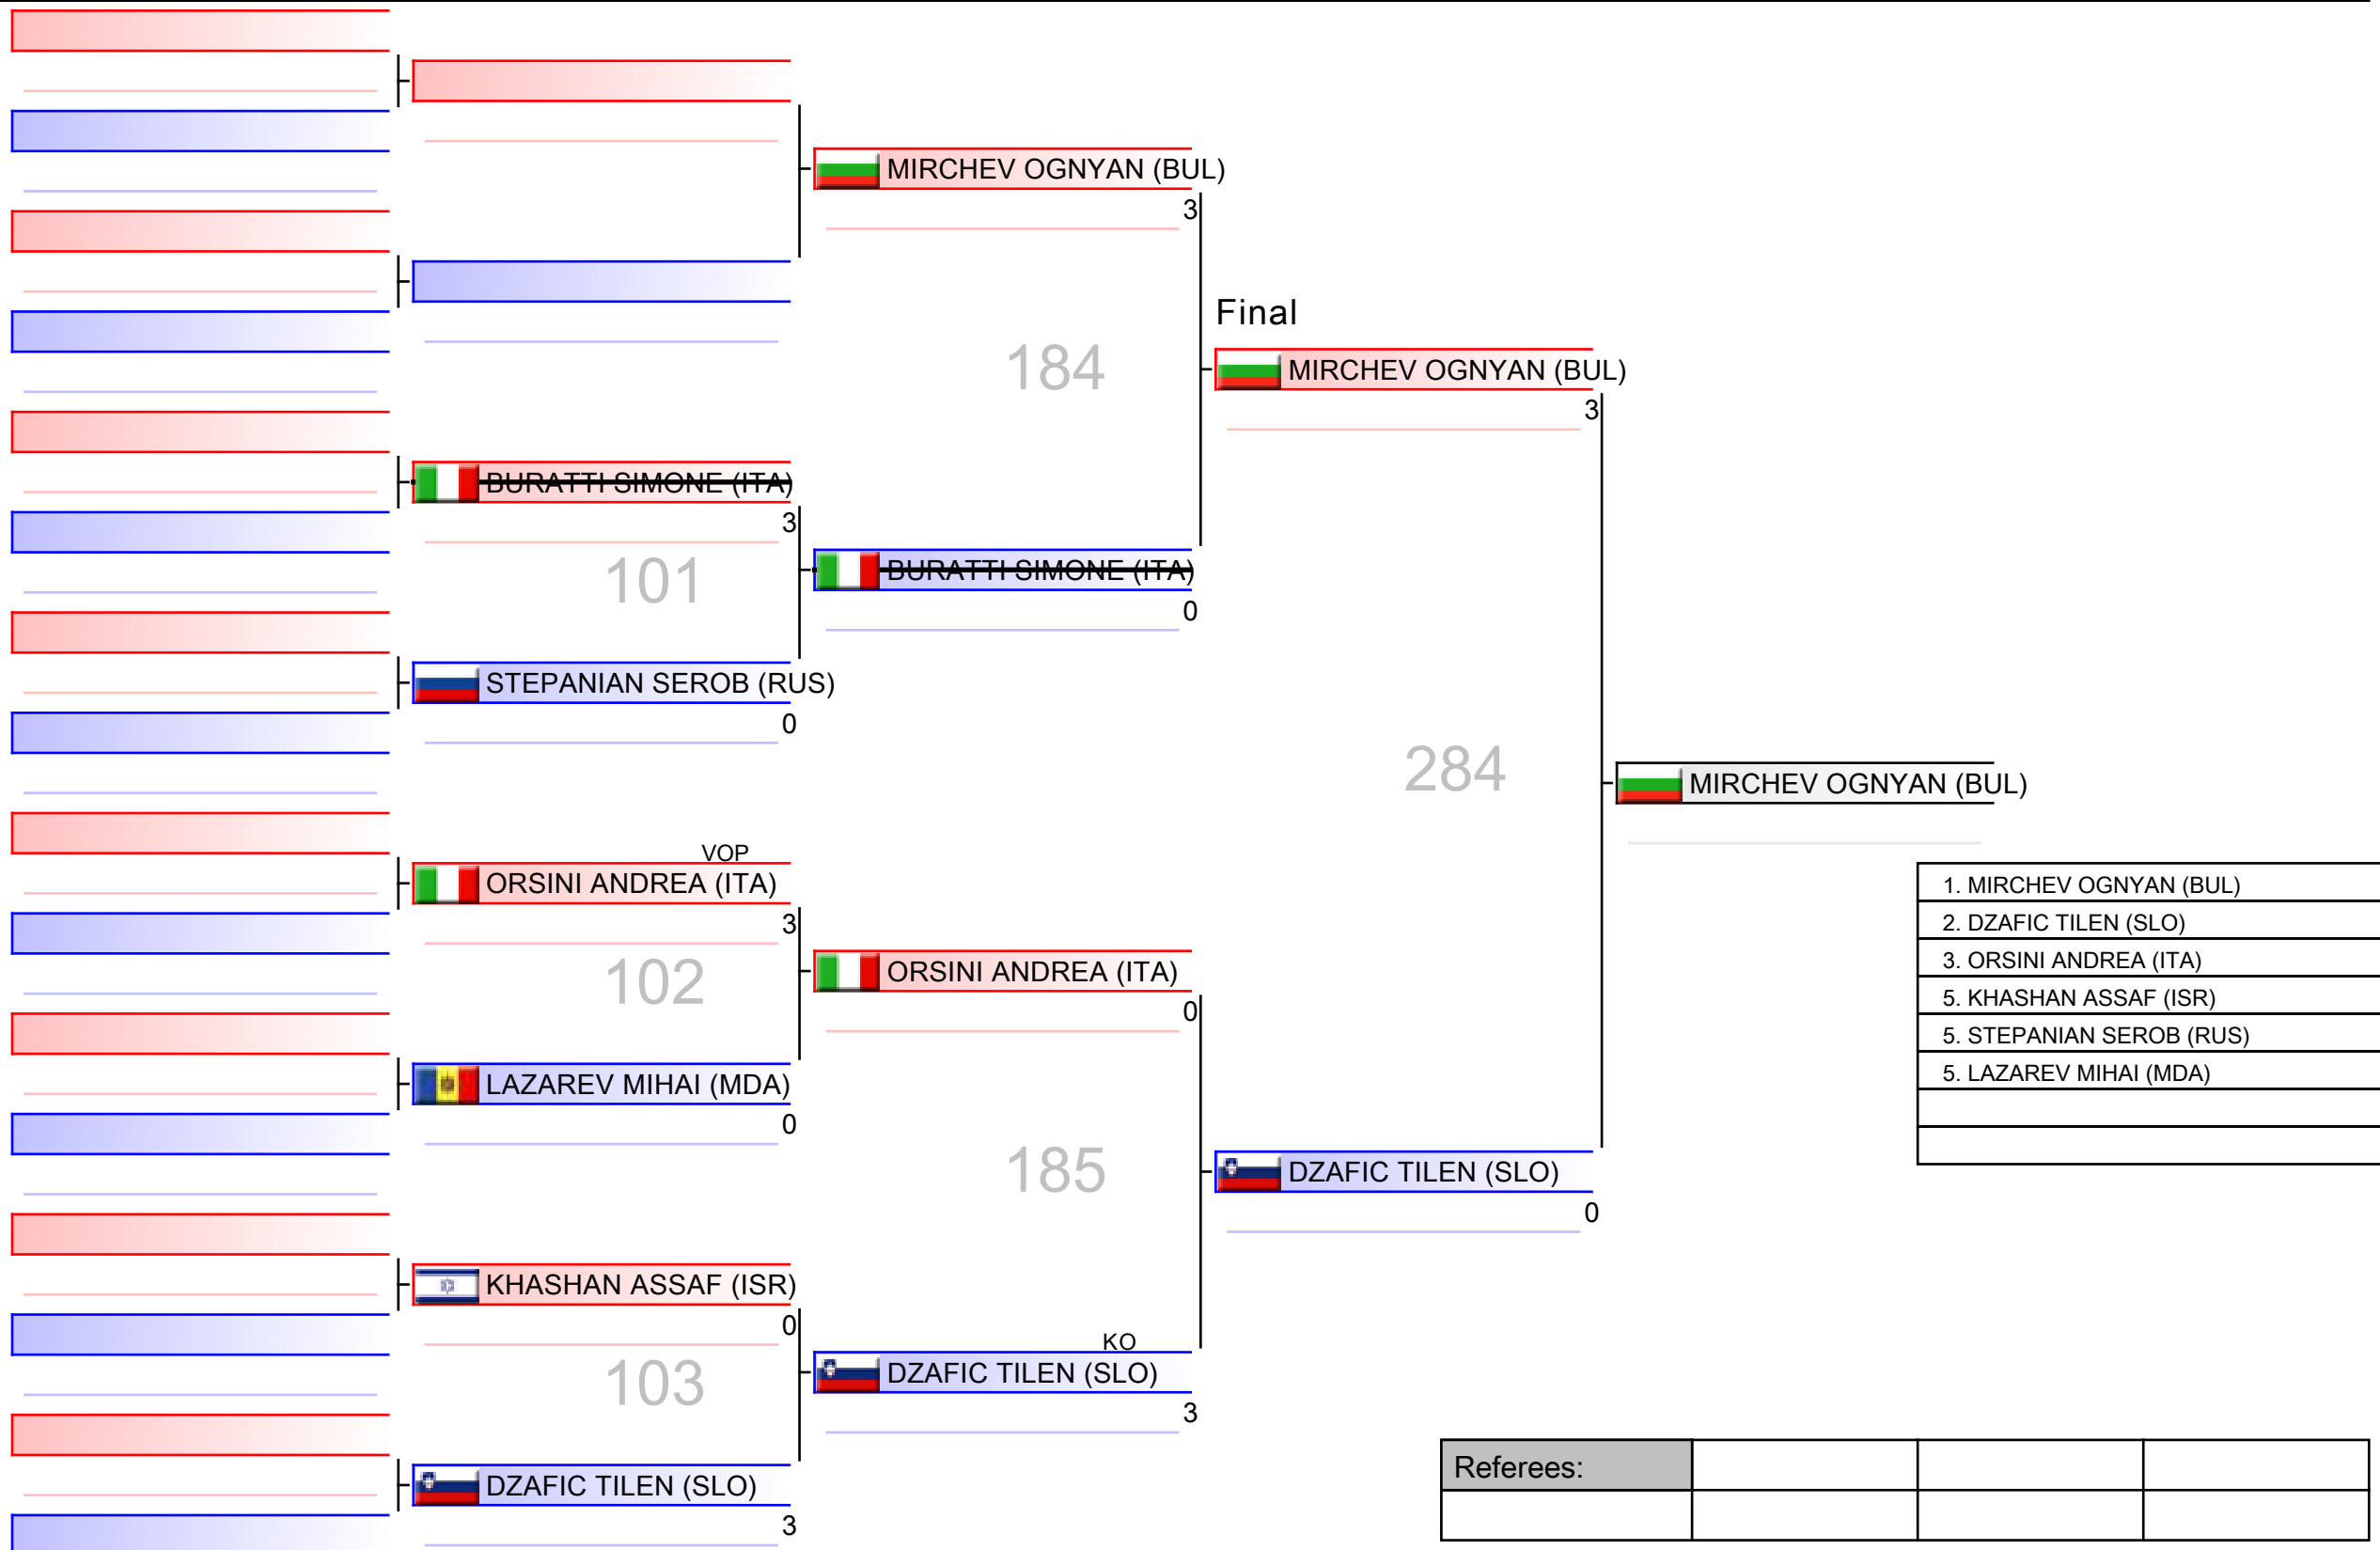 MIRCHEV OGNYAN (BUL)
3
Final
184
MIRCHEV OGNYAN (BUL)
3
BURATTI SIMONE (ITA)
3
101
BURATTI SIMONE (ITA)
0
STEPANIAN SEROB (RUS)
0
284
MIRCHEV OGNYAN (BUL)
VOP
ORSINI ANDREA (ITA)
3
102
ORSINI ANDREA (ITA)
0
LAZAREV MIHAI (MDA)
0
1. MIRCHEV OGNYAN (BUL)
2. DZAFIC TILEN (SLO)
3. ORSINI ANDREA (ITA)
5. KHASHAN ASSAF (ISR)
5. STEPANIAN SEROB (RUS)
5. LAZAREV MIHAI (MDA)
185
DZAFIC TILEN (SLO)
0
KHASHAN ASSAF (ISR)
0
103
KO
DZAFIC TILEN (SLO)
3
DZAFIC TILEN (SLO)
3
Referees: